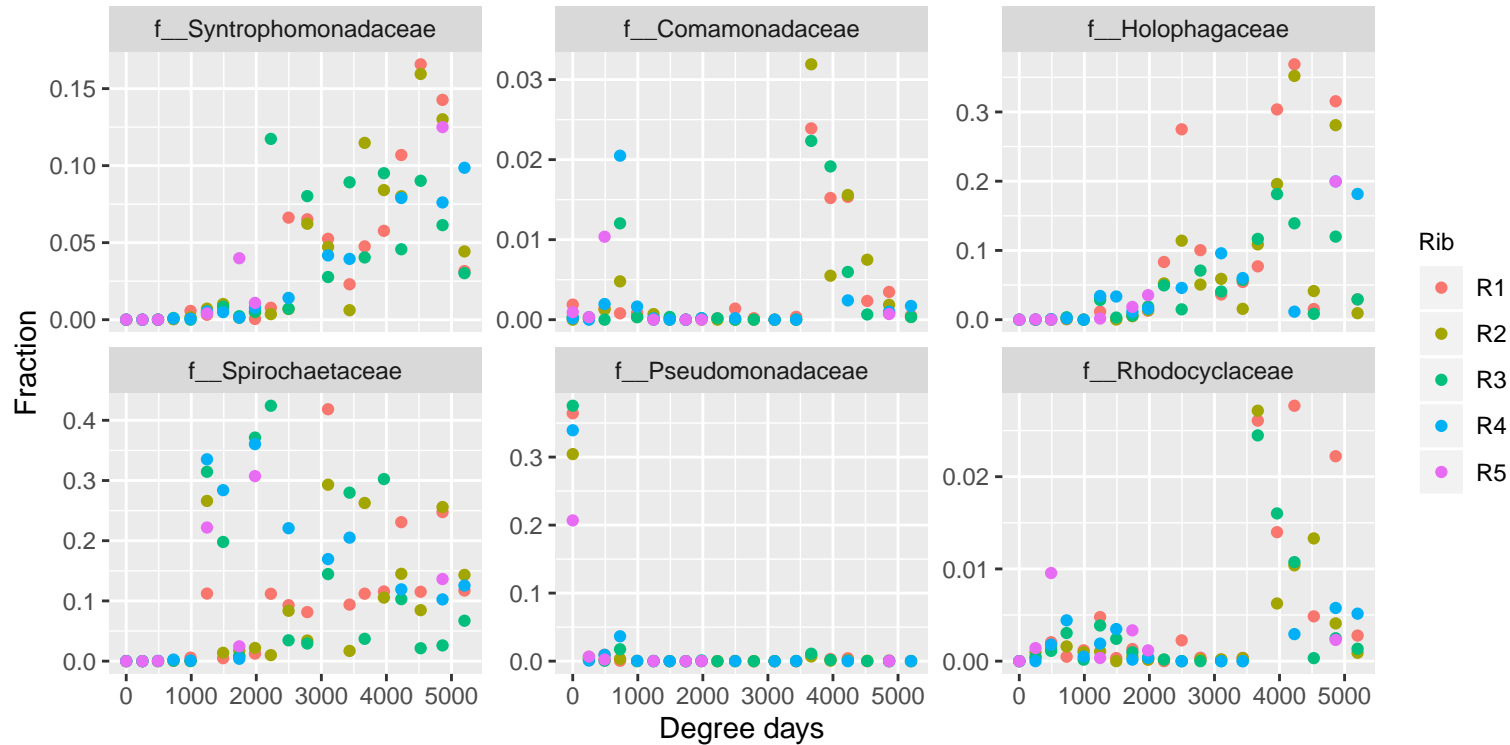 f__Syntrophomonadaceae
f__Comamonadaceae
f__Holophagaceae
0.15
0.10
0.05
0.00
0.03
0.02
0.01
0.00
0.3
0.2
0.1
0.0
f__Spirochaetaceae
f__Pseudomonadaceae
f__Rhodocyclaceae
0.4
0.3
0.2
0.1
0.0
0.3
0.2
0.1
0.0
0.02
0.01
0.00
0 1000 2000 3000 4000 5000
0 1000 2000 3000 4000 5000
0 1000 2000 3000 4000 5000
Degree days
Fraction
Rib
R1
R2
R3
R4
R5